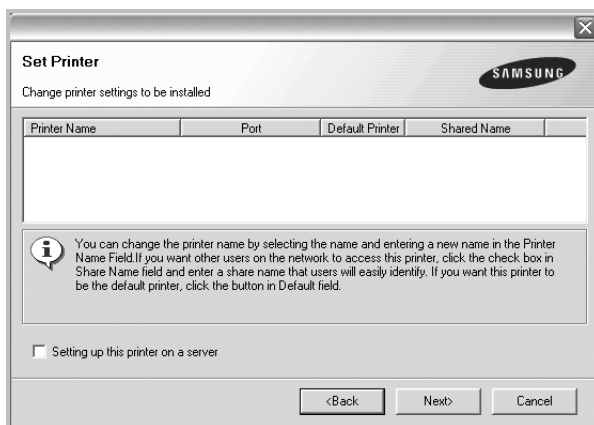 Set Printer
SAMSUNG
Change printer settings to be installed
Printer Name Port Default Printer Shared Name
You can change the printer name by selecting the name and entering a new name in the Printer
Name Field.If you want other users on the network to access this printer, click the check box in
Share Name field and enter a share name that users will easily identify. If you want this printer to
be the default printer, click the button in Default field.
Setting up this printer on a server
<Back Next> Cancel